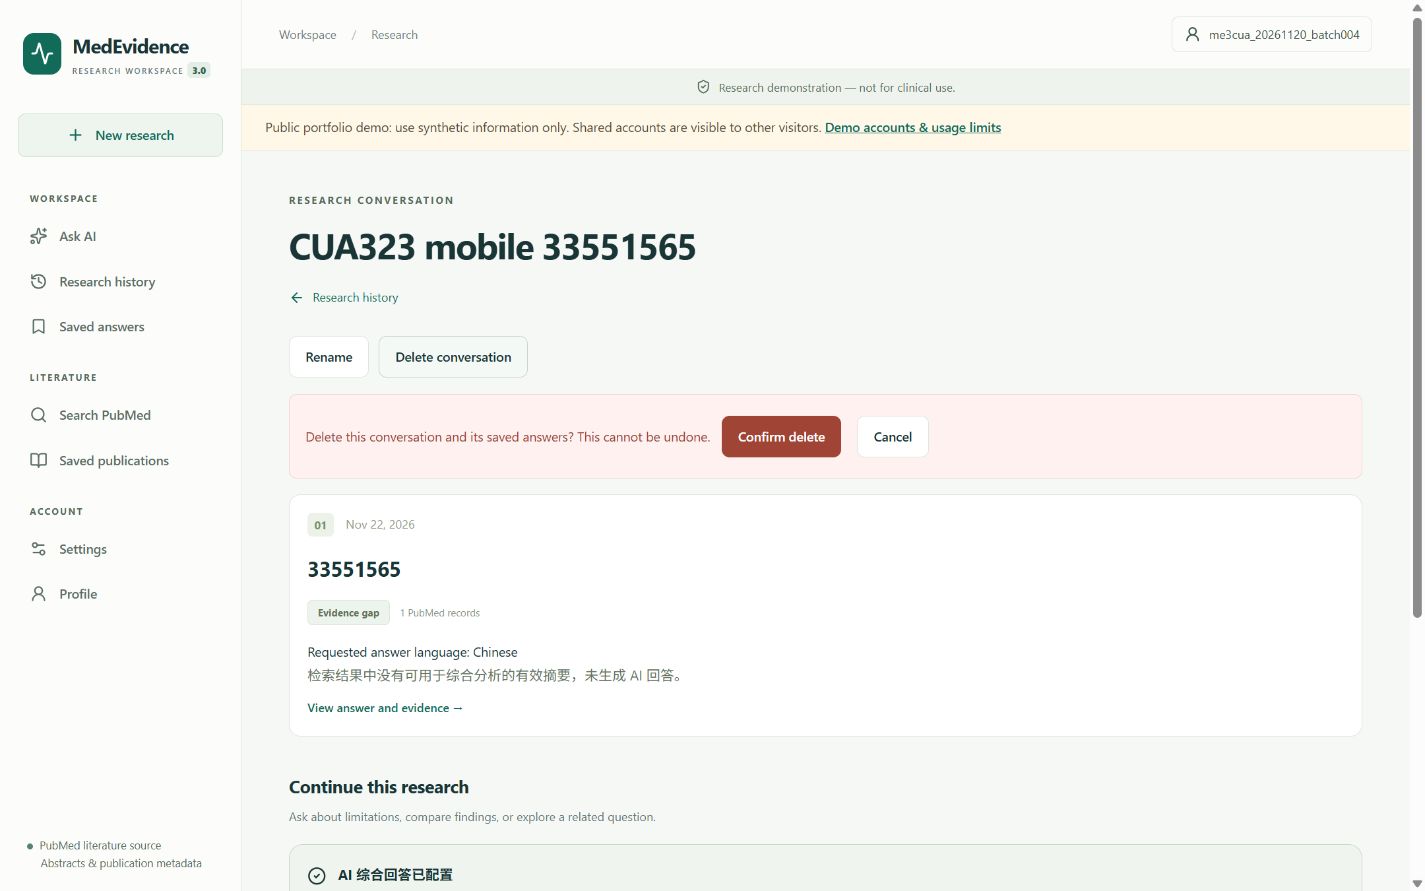 MedEvidence
RESEARCH WORKSPACE 3.0
New research
WORKSPACE
Ask AI
Research history
Saved answers
LITERATURE
Search PubMed
Saved publications
ACCOUNT
Settings
Profile
PubMed literature source
Abstracts & publication metadata
Workspace / Research
me3cua_20261120_batch004
Research demonstration — not for clinical use.
Public portfolio demo: use synthetic information only. Shared accounts are visible to other visitors. Demo accounts & usage limits
RESEARCH CONVERSATION
CUA323 mobile 33551565
← Research history
Rename Delete conversation
Delete this conversation and its saved answers? This cannot be undone. Confirm delete Cancel
01 Nov 22, 2026
33551565
Evidence gap 1 PubMed records
Requested answer language: Chinese
检索结果中没有可用于综合分析的有效摘要，未生成 AI 回答。
View answer and evidence →
Continue this research
Ask about limitations, compare findings, or explore a related question.
AI 综合回答已配置